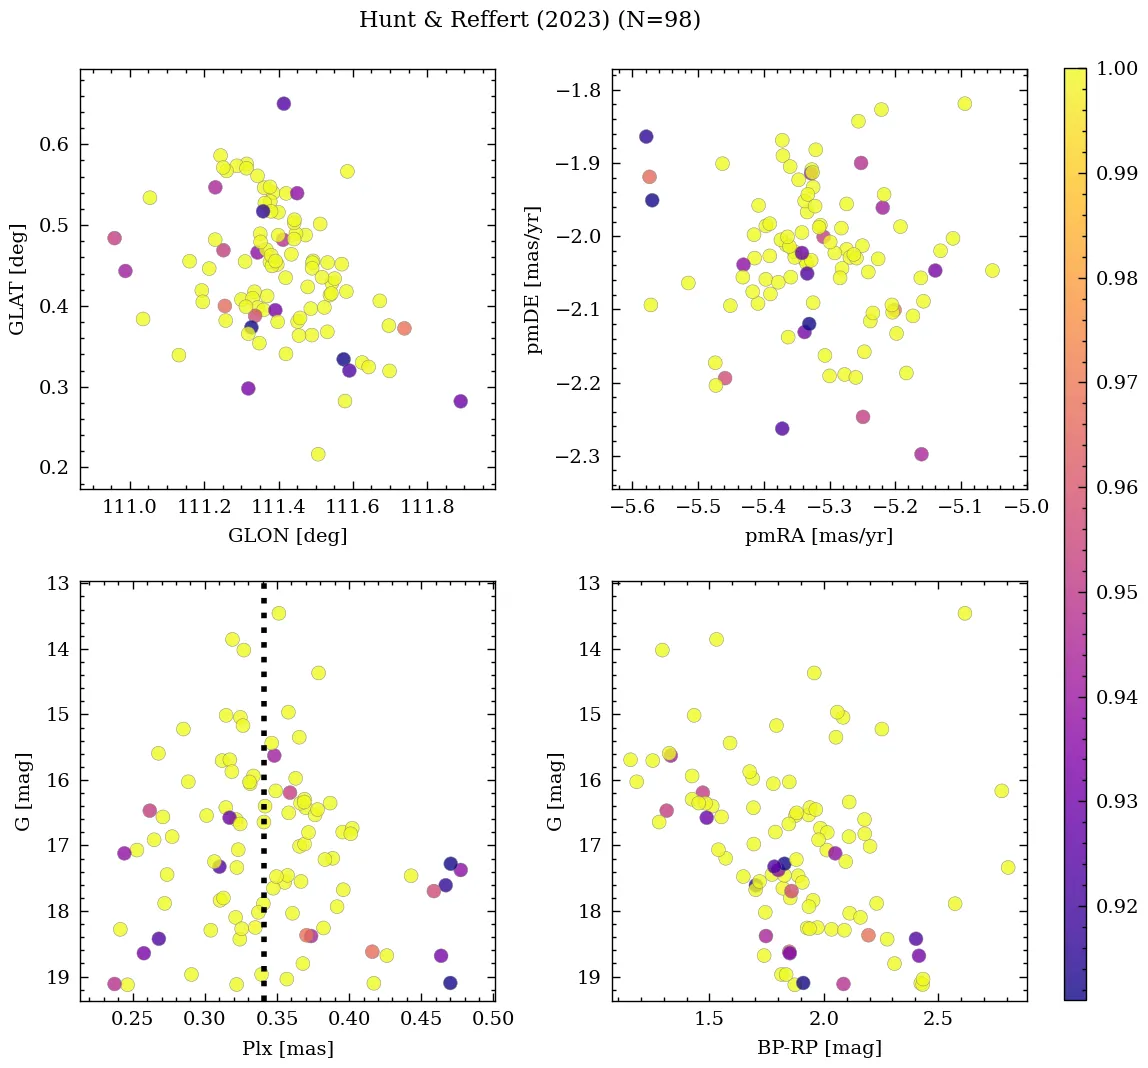 Hunt & Reffert (2023) (N=98)
0.6
0.5
0.4
0.3
0.2
GLAT [deg]
111.0 111.2 111.4 111.6 111.8
GLON [deg]
−1.8
−1.9
−2.0
−2.1
−2.2
−2.3
pmDE [mas/yr]
−5.6 −5.5 −5.4 −5.3 −5.2 −5.1 −5.0
pmRA [mas/yr]
13
14
15
16
17
18
19
G [mag]
0.25 0.30 0.35 0.40 0.45 0.50
Plx [mas]
13
14
15
16
17
18
19
G [mag]
1.5 2.0 2.5
BP-RP [mag]
1.00
0.99
0.98
0.97
0.96
0.95
0.94
0.93
0.92